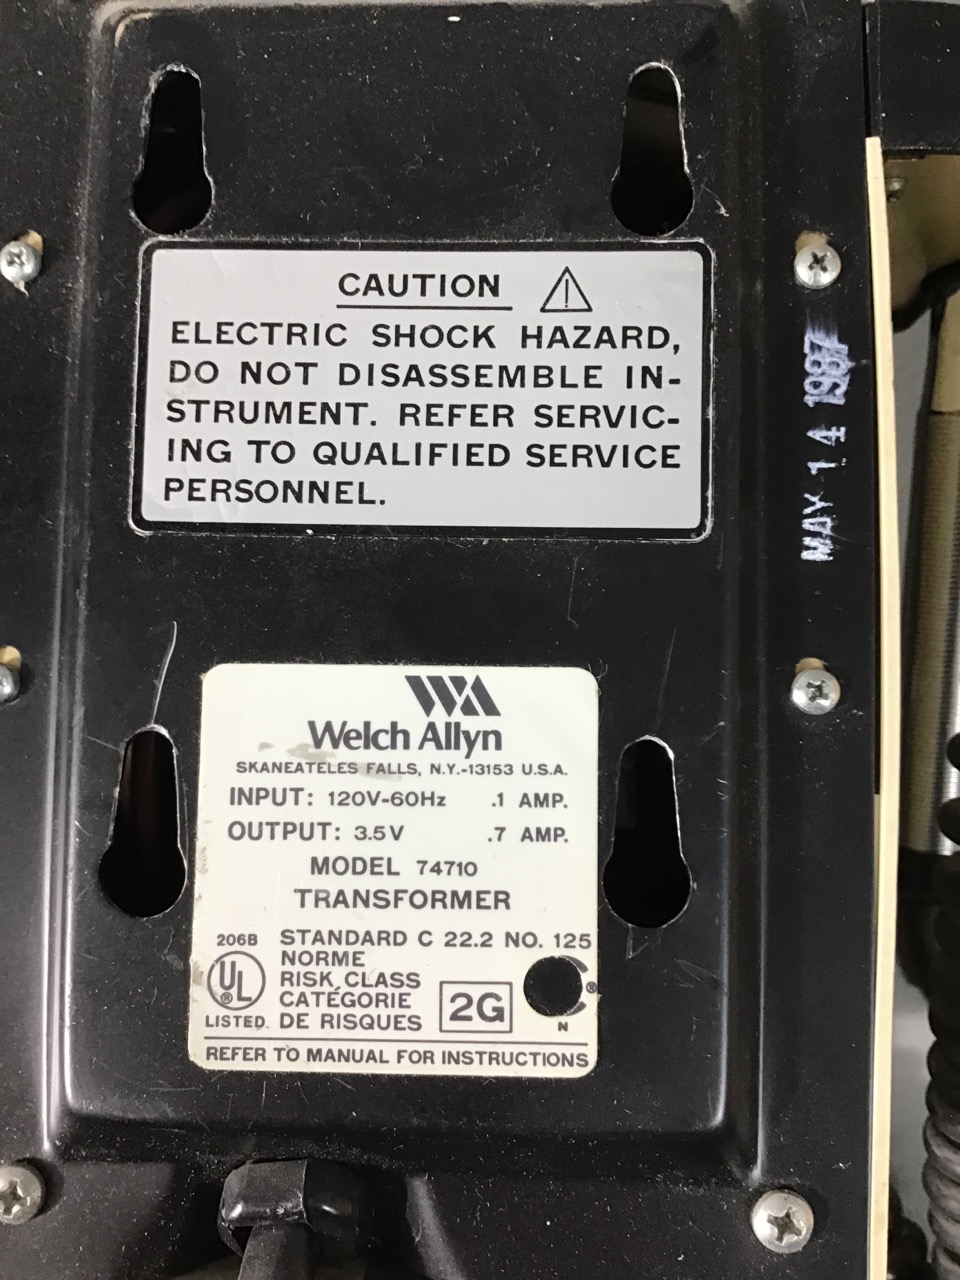 CAUTION
ELECTRIC SHOCK HAZARD,
DO NOT DISASSEMBLE IN-
STRUMENT. REFER SERVIC-
ING TO QUALIFIED SERVICE
PERSONNEL.
MAY 14 1987
WA
Welch Allyn
SKANEATELES FALLS, N.Y.-13153 U.S.A.
INPUT: 120V-60Hz .1 AMP.
OUTPUT: 3.5V .7 AMP.
MODEL 74710
TRANSFORMER
206B
UL
®
LISTED
STANDARD C 22.2 NO. 125
NORME
RISK CLASS
CATÉGORIE
DE RISQUES
2G
®
N
REFER TO MANUAL FOR INSTRUCTIONS